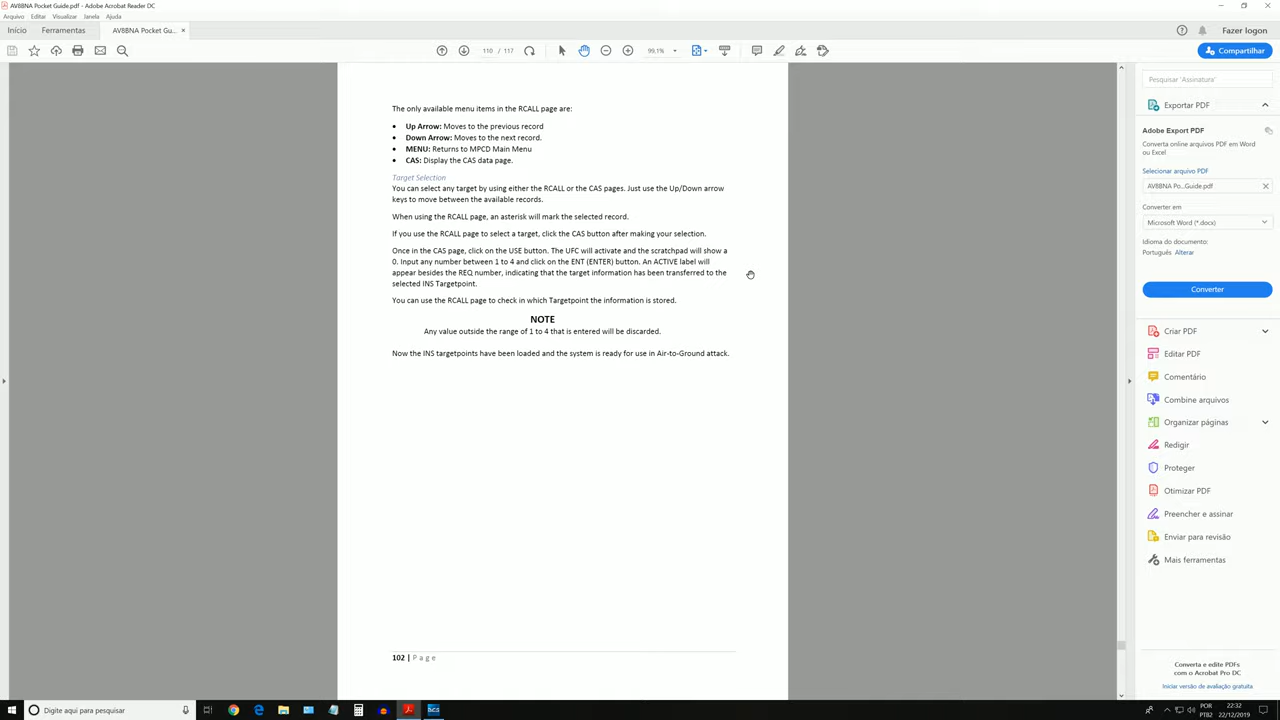 AV8BNA Pocket Guide.pdf - Adobe Acrobat Reader DC
Arquivo Editar Visualizar Janela Ajuda
Início Ferramentas AV8BNA Pocket Gu... × Fazer logon
110 / 117 99,1% Compartilhar
The only available menu items in the RCALL page are:
• Up Arrow: Moves to the previous record
• Down Arrow: Moves to the next record.
• MENU: Returns to MPCD Main Menu
• CAS: Display the CAS data page.
Target Selection
You can select any target by using either the RCALL or the CAS pages. Just use the Up/Down arrow
keys to move between the available records.
When using the RCALL page, an asterisk will mark the selected record.
If you use the RCALL page to select a target, click the CAS button after making your selection.
Once in the CAS page, click on the USE button. The UFC will activate and the scratchpad will show a
0. Input any number between 1 to 4 and click on the ENT (ENTER) button. An ACTIVE label will
appear besides the REQ number, indicating that the target information has been transferred to the
selected INS Targetpoint.
You can use the RCALL page to check in which Targetpoint the information is stored.
NOTE
Any value outside the range of 1 to 4 that is entered will be discarded.
Now the INS targetpoints have been loaded and the system is ready for use in Air-to-Ground attack.
102 | Page
Pesquisar 'Assinatura'
Exportar PDF
Adobe Export PDF
Converta online arquivos PDF em Word
ou Excel
Selecionar arquivo PDF
AV8BNA Po...Guide.pdf
Converter em
Microsoft Word (*.docx)
Idioma do documento:
Português Alterar
Converter
Criar PDF
Editar PDF
Comentário
Combine arquivos
Organizar páginas
Redigir
Proteger
Otimizar PDF
Preencher e assinar
Enviar para revisão
Mais ferramentas
Converta e edite PDFs
com o Acrobat Pro DC
Iniciar versão de avaliação gratuita
Digite aqui para pesquisar
DCS
POR
PTB2
22:32
22/12/2019